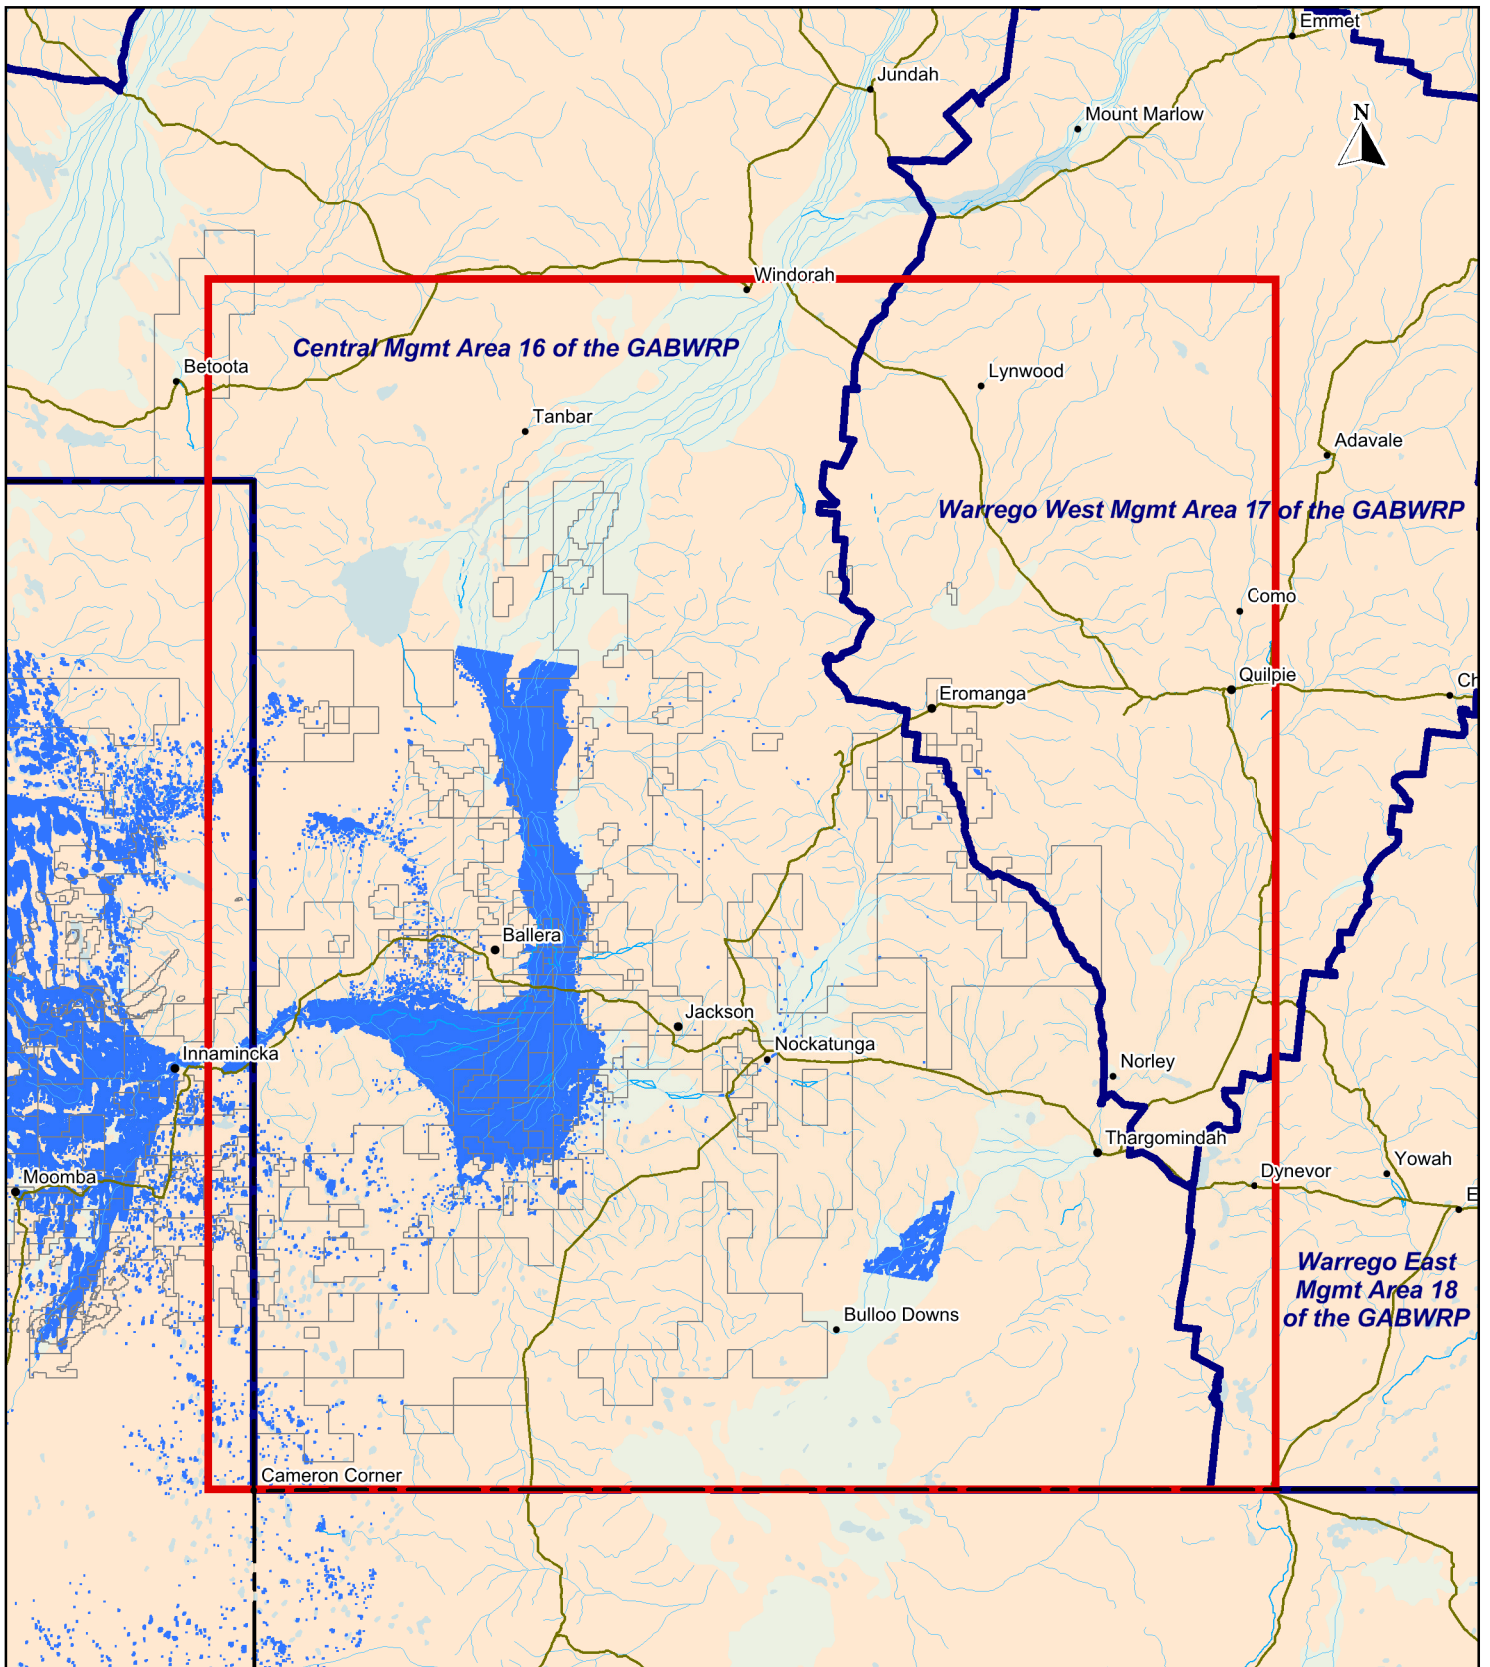 Emmet
Jundah
Mount Marlow
N
Windorah
Central Mgmt Area 16 of the GABWRP
Betoota
Lynwood
Tanbar
Adavale
Warrego West Mgmt Area 17 of the GABWRP
Como
Quilpie
Ch
Eromanga
Ballera
Jackson
Nockatunga
Innamincka
Norley
Thargomindah
Yowah
Dynevor
Moomba
E
Warrego East
Mgmt Area 18
of the GABWRP
Bulloo Downs
Cameron Corner